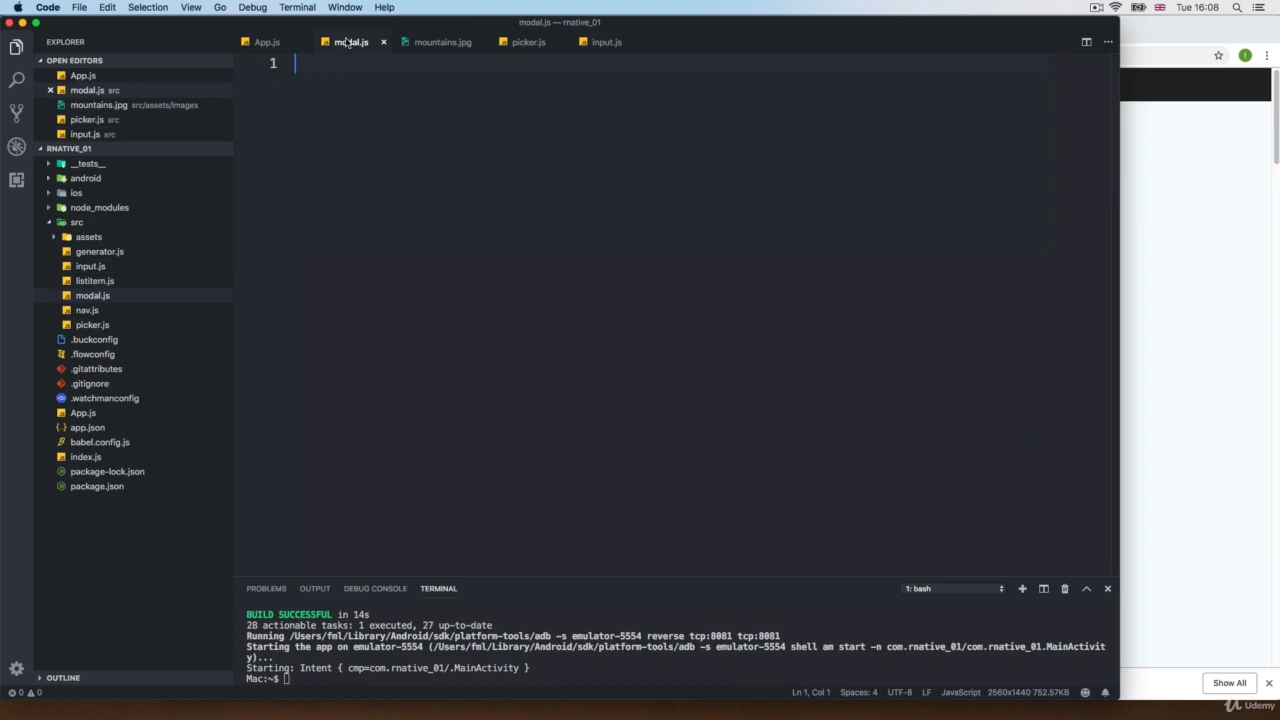 Code File Edit Selection View Go Debug Terminal Window Help Tue 16:08
modal.js — rnative_01
EXPLORER
App.js modal.js mountains.jpg picker.js input.js
OPEN EDITORS
App.js
modal.js src
mountains.jpg src/assets/images
picker.js src
input.js src
RNATIVE_01
__tests__
android
ios
node_modules
src
assets
generator.js
input.js
listitem.js
modal.js
nav.js
picker.js
.buckconfig
.flowconfig
.gitattributes
.gitignore
.watchmanconfig
App.js
app.json
babel.config.js
index.js
package-lock.json
package.json
OUTLINE
1
PROBLEMS OUTPUT DEBUG CONSOLE TERMINAL 1: bash
BUILD SUCCESSFUL in 14s
28 actionable tasks: 1 executed, 27 up-to-date
Running /Users/fml/Library/Android/sdk/platform-tools/adb -s emulator-5554 reverse tcp:8081 tcp:8081
Starting the app on emulator-5554 (/Users/fml/Library/Android/sdk/platform-tools/adb -s emulator-5554 shell am start -n com.rnative_01/com.rnative_01.MainActivit
y)...
Starting: Intent { cmp=com.rnative_01/.MainActivity }
Mac:~$
0 0 Ln 1, Col 1 Spaces: 4 UTF-8 LF JavaScript 2560x1440 752.57KB
Show All
Udemy